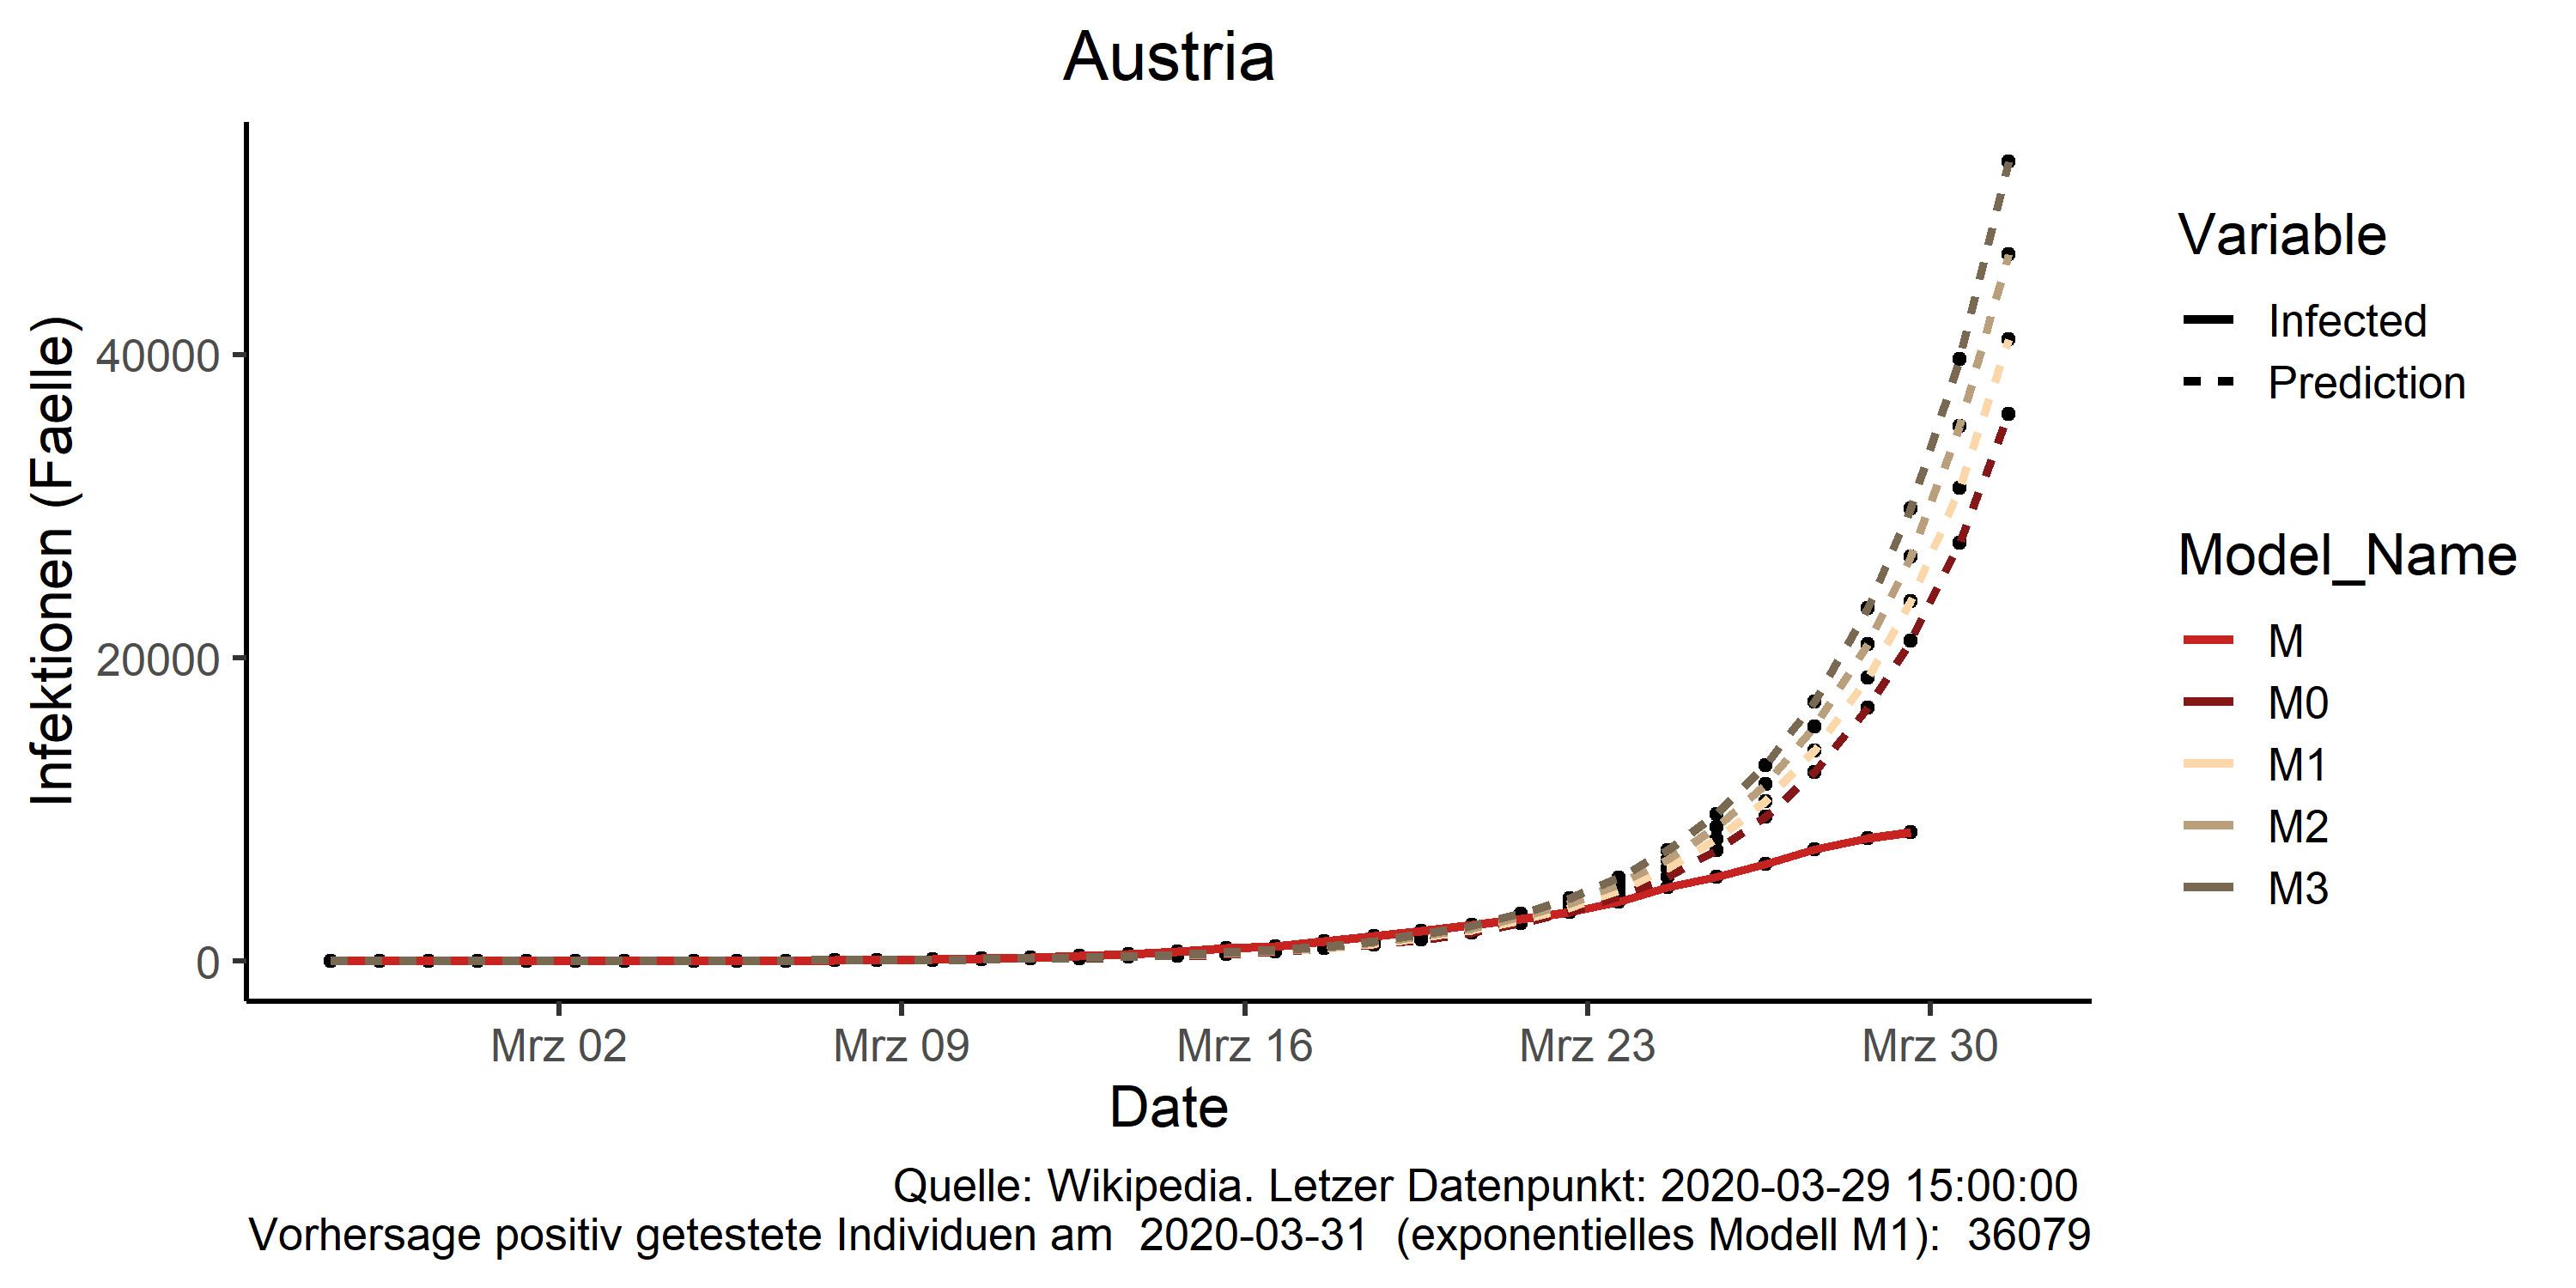 Austria
Infektionen (Faelle)
40000
20000
0
Mrz 02
Mrz 09
Mrz 16
Mrz 23
Mrz 30
Date
Variable
Infected
Prediction
Model_Name
M
M0
M1
M2
M3
Quelle: Wikipedia. Letzer Datenpunkt: 2020-03-29 15:00:00
Vorhersage positiv getestete Individuen am  2020-03-31  (exponentielles Modell M1):  36079